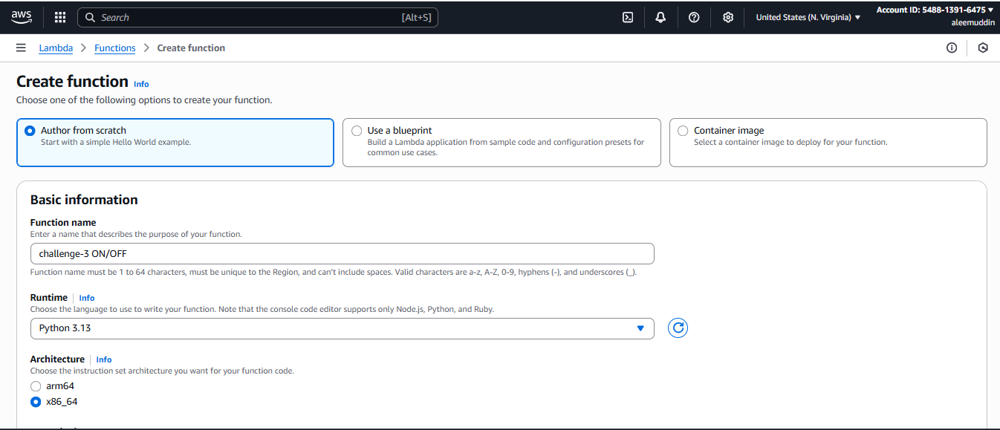 aws
Search [Alt+S]
United States (N. Virginia) ▼
Account ID: 5488-1391-6475 ▼
aleemuddin
Lambda > Functions > Create function
Create function Info
Choose one of the following options to create your function.
Author from scratch
Start with a simple Hello World example.
Use a blueprint
Build a Lambda application from sample code and configuration presets for
common use cases.
Container image
Select a container image to deploy for your function.
Basic information
Function name
Enter a name that describes the purpose of your function.
challenge-3 ON/OFF
Function name must be 1 to 64 characters, must be unique to the Region, and can't include spaces. Valid characters are a-z, A-Z, 0-9, hyphens (-), and underscores (_).
Runtime | Info
Choose the language to use to write your function. Note that the console code editor supports only Node.js, Python, and Ruby.
Python 3.13
Architecture | Info
Choose the instruction set architecture you want for your function code.
arm64
x86_64